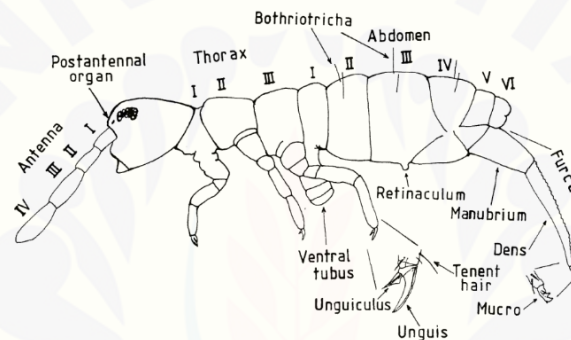 Bothriotricha
Abdomen
Postantennal
organ
Thorax
I
II
III
I
II
III
IV
V
VI
Antenna
I
II
III
IV
Furca
Retinaculum
Manubrium
Dens
Ventral
tubus
Tenent
hair
Unguiculus
Unguis
Mucro